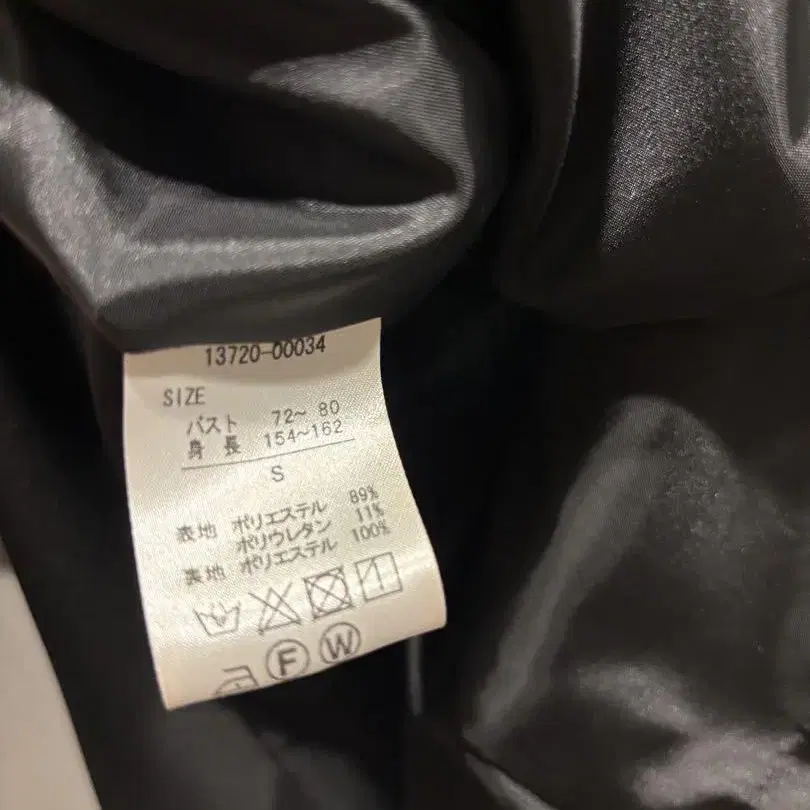 13720-00034
SIZE
バスト 72~ 80
身 長 154~162
S
表地 ポリエステル 89%
ポリウレタン 11%
裏地 ポリエステル 100%
F W